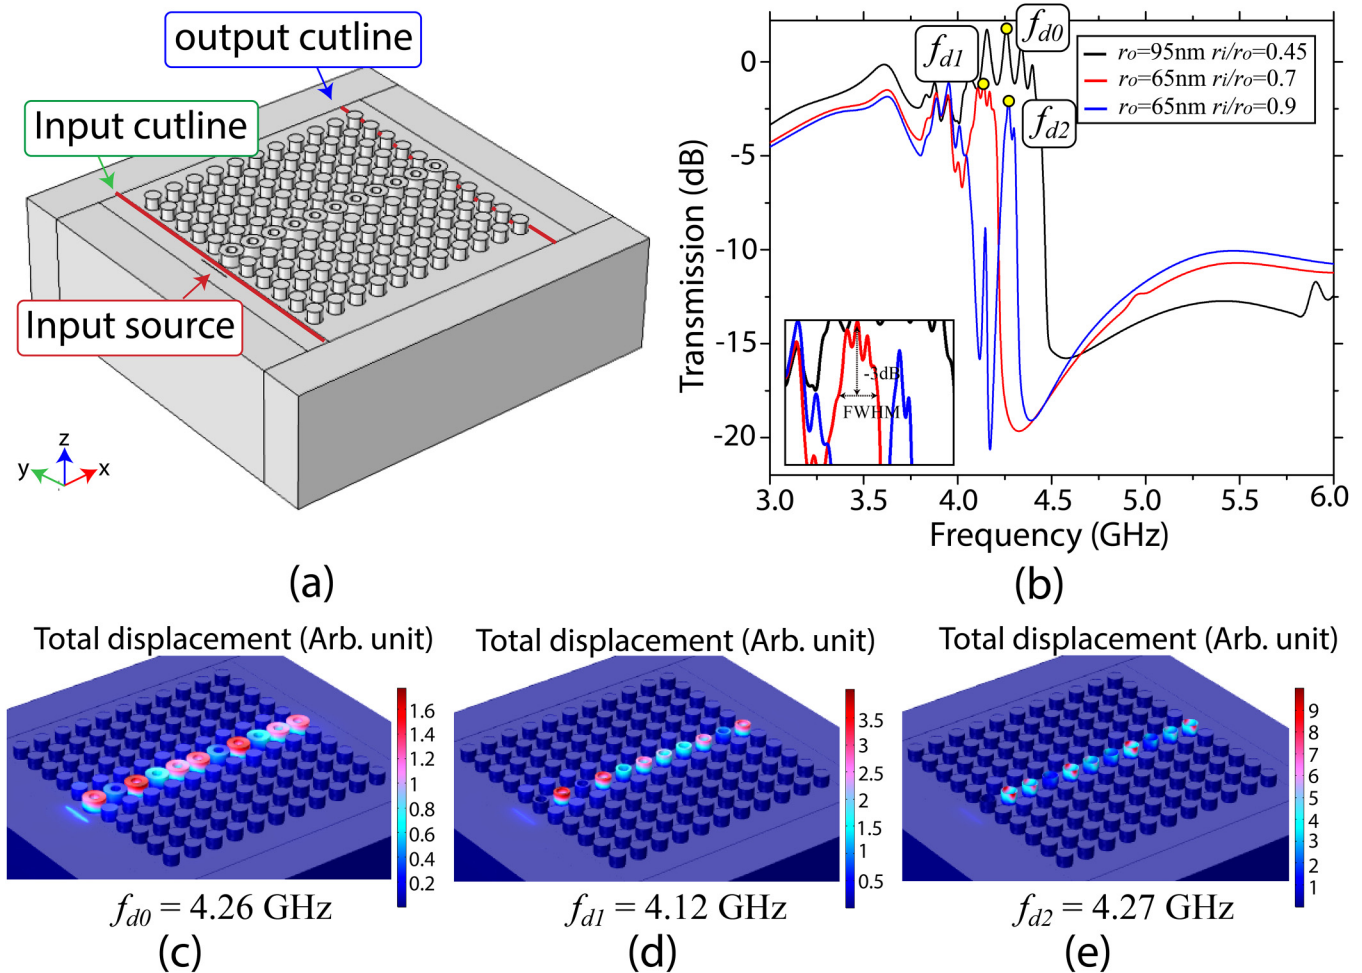 output cutline
Input cutline
Input source
z
y
x
(a)
f_d1
f_d0
f_d2
ro=95nm ri/ro=0.45
ro=65nm ri/ro=0.7
ro=65nm ri/ro=0.9
Transmission (dB)
0
-5
-10
-15
-20
-3dB
FWHM
3.0 3.5 4.0 4.5 5.0 5.5 6.0
Frequency (GHz)
(b)
Total displacement (Arb. unit)
1.6
1.4
1.2
1
0.8
0.6
0.4
0.2
f_d0 = 4.26 GHz
(c)
Total displacement (Arb. unit)
3.5
3
2.5
2
1.5
1
0.5
f_d1 = 4.12 GHz
(d)
Total displacement (Arb. unit)
9
8
7
6
5
4
3
2
1
f_d2 = 4.27 GHz
(e)